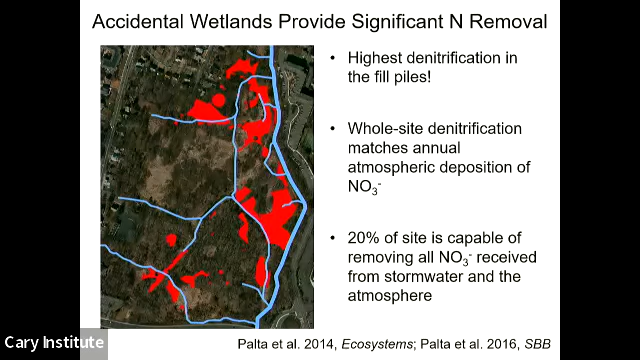 Accidental Wetlands Provide Significant N Removal
• Highest denitrification in
the fill piles!
• Whole-site denitrification
matches annual
atmospheric deposition of
NO₃⁻
• 20% of site is capable of
removing all NO₃⁻ received
from stormwater and the
atmosphere
Cary Institute
Palta et al. 2014, Ecosystems; Palta et al. 2016, SBB